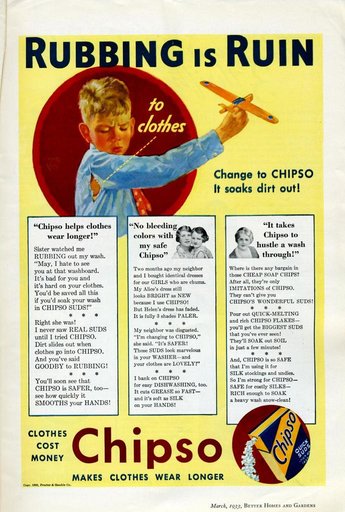 RUBBING IS RUIN
to
clothes
Change to CHIPSO
It soaks dirt out!
"Chipso helps clothes
wear longer!"
Sister watched me
RUBBING out my wash.
"May, I hate to see
you at that washboard.
It's bad for you and
it's hard on your clothes.
You'd be saved all this
if you'd soak your wash
in CHIPSO SUDS!"
* * *
Right she was!
I never saw REAL SUDS
until I tried CHIPSO.
Dirt slides out when
clothes go into CHIPSO,
And you've said
GOODBY to RUBBING!
* * *
You'll soon see that
CHIPSO is SAFER, too—
see how quickly it
SMOOTHS your HANDS!
"No bleeding
colors with
my safe
Chipso"
Two months ago my neighbor
and I bought identical dresses
for our GIRLS who are chums.
My Alice's dress still
looks BRIGHT as NEW
because I use CHIPSO!
But Helen's dress has faded.
It is fully 3 shades PALER.
* * *
My neighbor was disgusted.
"I'm changing to CHIPSO,"
she said. "It's SAFER!
Those SUDS look marvelous
in your WASHER—and
your clothes are LOVELY!"
* * *
I bank on CHIPSO
for easy DISHWASHING, too.
It cuts GREASE so fast—
and it's soft as SILK
on your HANDS!
"It takes
Chipso to
hustle a wash
through!"
Where is there any bargain in
those CHEAP SOAP CHIPS?
After all, they're only
IMITATIONS of CHIPSO.
They can't give you
CHIPSO'S WONDERFUL SUDS!
* * *
Pour out QUICK-MELTING
and rich CHIPSO FLAKES—
you'll get the BIGGEST SUDS
that you've ever seen!
They'll SOAK out SOIL
in just a few minutes!
* * *
And, CHIPSO is so SAFE
that I'm using it for
SILK stockings and undies.
So I'm strong for CHIPSO—
SAFE for easily SILKS—
RICH enough to SOAK
a heavy wash snow-clean!
CLOTHES
COST
MONEY
Chipso
MAKES CLOTHES WEAR LONGER
Chipso
QUICK
SUDS
Copr. 1933, Procter & Gamble Co.
March, 1933, BETTER HOMES AND GARDENS